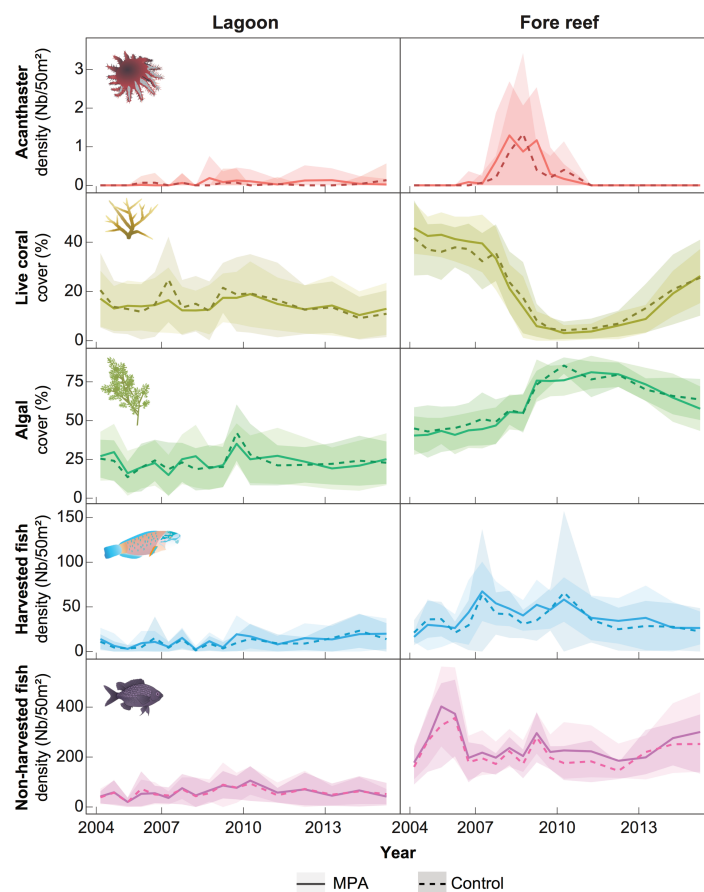 Lagoon Fore reef
Acanthaster
density (Nb/50m²)
3
2
1
0
Live coral
cover (%)
40
20
0
Algal
cover (%)
75
50
25
0
Harvested fish
density (Nb/50m²)
150
100
50
0
Non-harvested fish
density (Nb/50m²)
400
200
0
2004 2007 2010 2013 2004 2007 2010 2013
Year
MPA Control